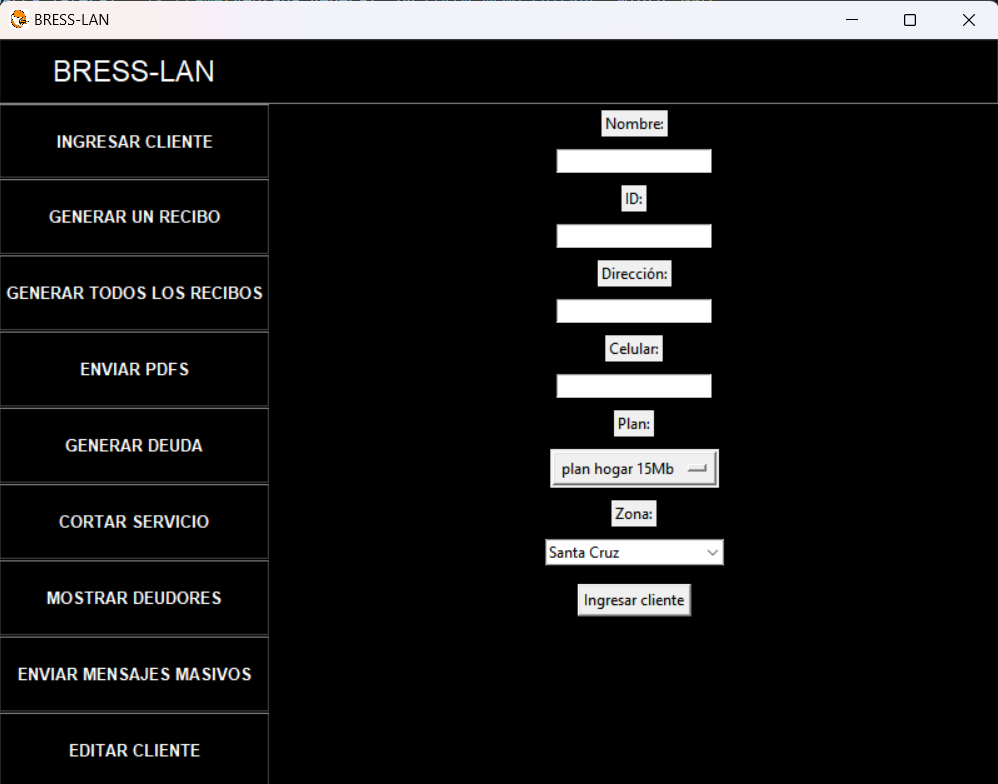 BRESS-LAN
BRESS-LAN
INGRESAR CLIENTE
GENERAR UN RECIBO
GENERAR TODOS LOS RECIBOS
ENVIAR PDFS
GENERAR DEUDA
CORTAR SERVICIO
MOSTRAR DEUDORES
ENVIAR MENSAJES MASIVOS
EDITAR CLIENTE
Nombre:
ID:
Dirección:
Celular:
Plan:
plan hogar 15Mb
Zona:
Santa Cruz
Ingresar cliente